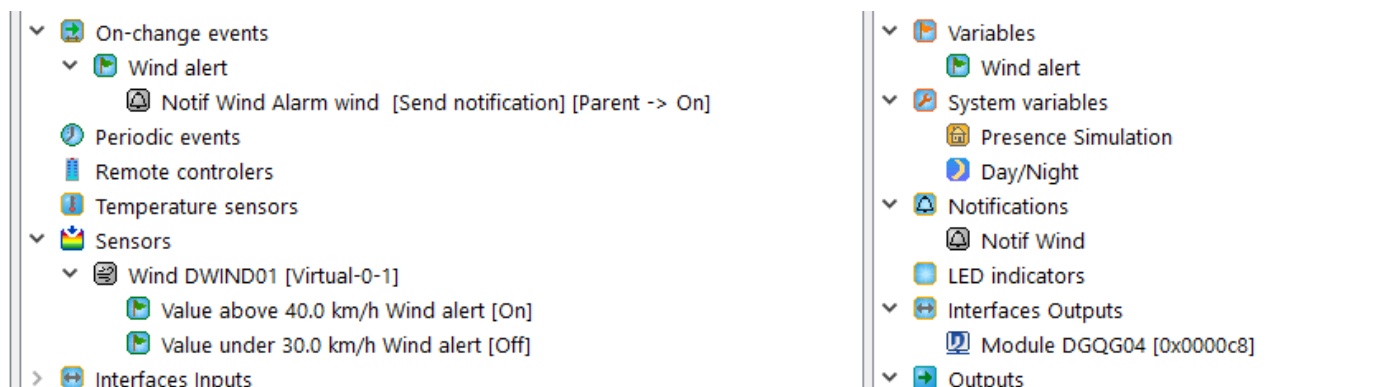 On-change events
Wind alert
Notif Wind Alarm wind [Send notification] [Parent -> On]
Periodic events
Remote controlers
Temperature sensors
Sensors
Wind DWIND01 [Virtual-0-1]
Value above 40.0 km/h Wind alert [On]
Value under 30.0 km/h Wind alert [Off]
Interfaces Inputs
Variables
Wind alert
System variables
Presence Simulation
Day/Night
Notifications
Notif Wind
LED indicators
Interfaces Outputs
Module DGQG04 [0x0000c8]
Outputs